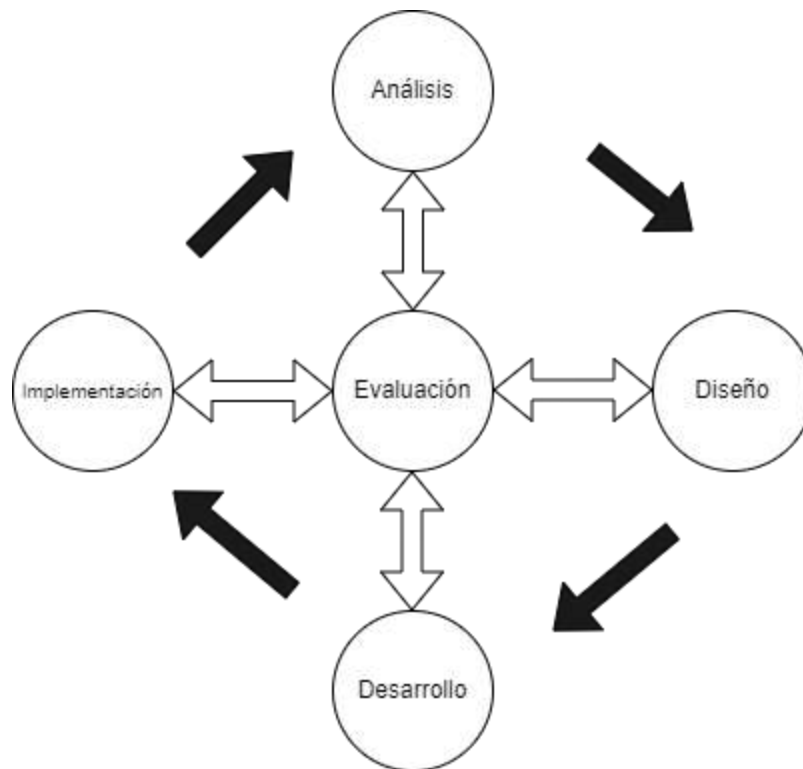 Análisis
Implementación
Evaluación
Diseño
Desarrollo